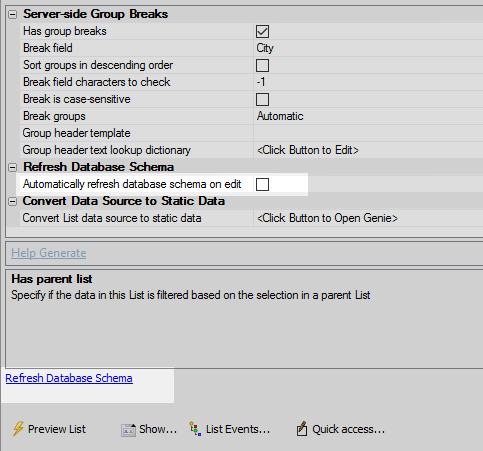 Server-side Group Breaks
Has group breaks
Break field City
Sort groups in descending order
Break field characters to check -1
Break is case-sensitive
Break groups Automatic
Group header template
Group header text lookup dictionary <Click Button to Edit>
Refresh Database Schema
Automatically refresh database schema on edit
Convert Data Source to Static Data
Convert List data source to static data <Click Button to Open Genie>
Help Generate
Has parent list
Specify if the data in this List is filtered based on the selection in a parent List
Refresh Database Schema
Preview List Show... List Events... Quick access...